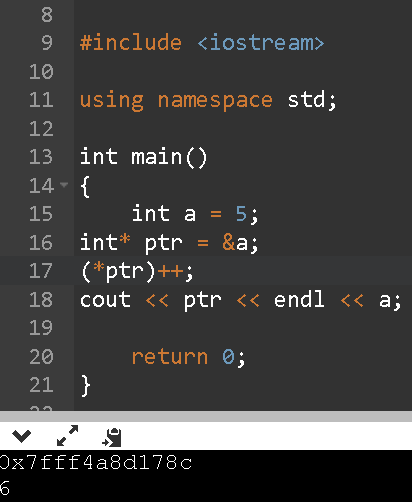 8
9 #include <iostream>
10
11 using namespace std;
12
13 int main()
14 {
15     int a = 5;
16 int* ptr = &a;
17 (*ptr)++;
18 cout << ptr << endl << a;
19
20     return 0;
21 }
0x7fff4a8d178c
6